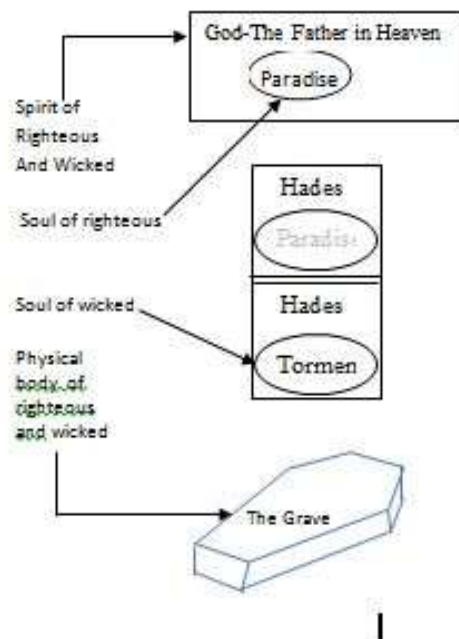 God-The Father in Heaven
Paradise
Spirit of
Righteous
And Wicked
Soul of righteous
Hades
Paradise
Soul of wicked
Hades
Tormen
Physical
body of
righteous
and wicked
The Grave